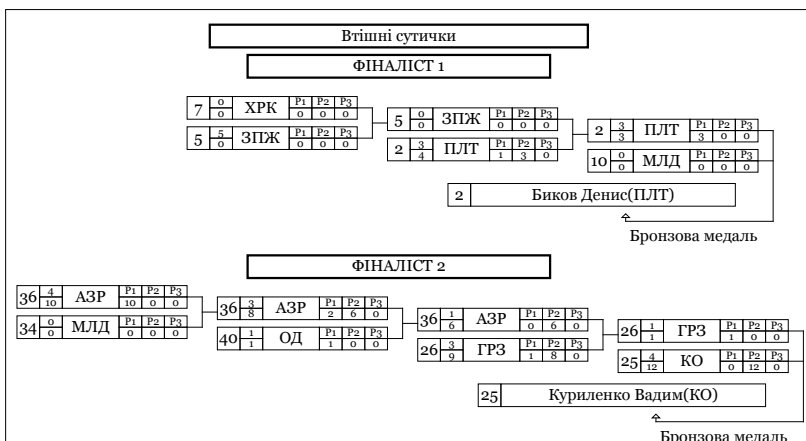 Втішні сутички
ФІНАЛІСТ 1
7 0 0 ХРК P1 P2 P3 0 0 0
5 5 0 ЗПЖ P1 P2 P3 0 0 0
5 0 0 ЗПЖ P1 P2 P3 0 0 0
2 3 4 ПЛТ P1 P2 P3 1 3 0
2 3 3 ПЛТ P1 P2 P3 3 0 0
10 0 0 МЛД P1 P2 P3 0 0 0
2 Биков Денис(ПЛТ)
Бронзова медаль
ФІНАЛІСТ 2
36 4 10 АЗР P1 P2 P3 10 0 0
34 0 0 МЛД P1 P2 P3 0 0 0
36 3 8 АЗР P1 P2 P3 2 6 0
40 1 1 ОД P1 P2 P3 1 0 0
36 1 6 АЗР P1 P2 P3 0 6 0
26 3 9 ГРЗ P1 P2 P3 1 8 0
26 1 1 ГРЗ P1 P2 P3 1 0 0
25 4 12 КО P1 P2 P3 0 12 0
25 Куриленко Вадим(КО)
Бронзова медаль